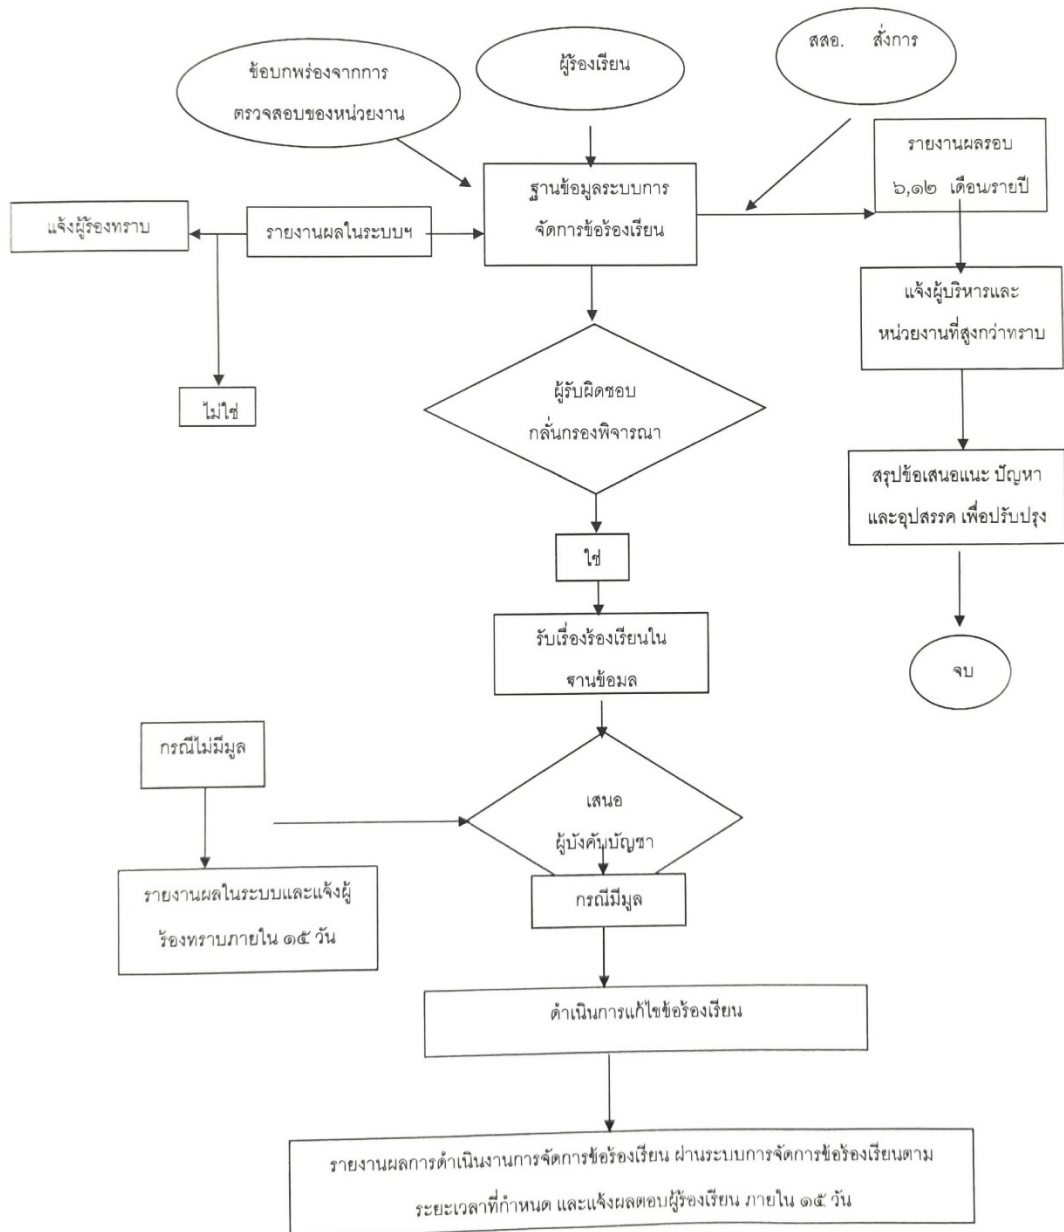 ข้อบกพร่องจากการ
ตรวจสอบของหน่วยงาน
ผู้ร้องเรียน
สสอ. สั่งการ
รายงานผลรอบ
๖,๑๒ เดือน/รายปี
ฐานข้อมูลระบบการ
จัดการข้อร้องเรียน
แจ้งผู้ร้องทราบ
รายงานผลในระบบฯ
แจ้งผู้บริหารและ
หน่วยงานที่สูงกว่าทราบ
ไม่ใช่
ผู้รับผิดชอบ
กลั่นกรองพิจารณา
สรุปข้อเสนอแนะ ปัญหา
และอุปสรรค เพื่อปรับปรุง
ใช่
รับเรื่องร้องเรียนใน
ฐานข้อมูล
จบ
กรณีไม่มีมูล
เสนอ
ผู้บังคับบัญชา
รายงานผลในระบบและแจ้งผู้
ร้องทราบภายใน ๑๕ วัน
กรณีมีมูล
ดำเนินการแก้ไขข้อร้องเรียน
รายงานผลการดำเนินงานการจัดการข้อร้องเรียน ผ่านระบบการจัดการข้อร้องเรียนตาม
ระยะเวลาที่กำหนด และแจ้งผลตอบผู้ร้องเรียน ภายใน ๑๕ วัน